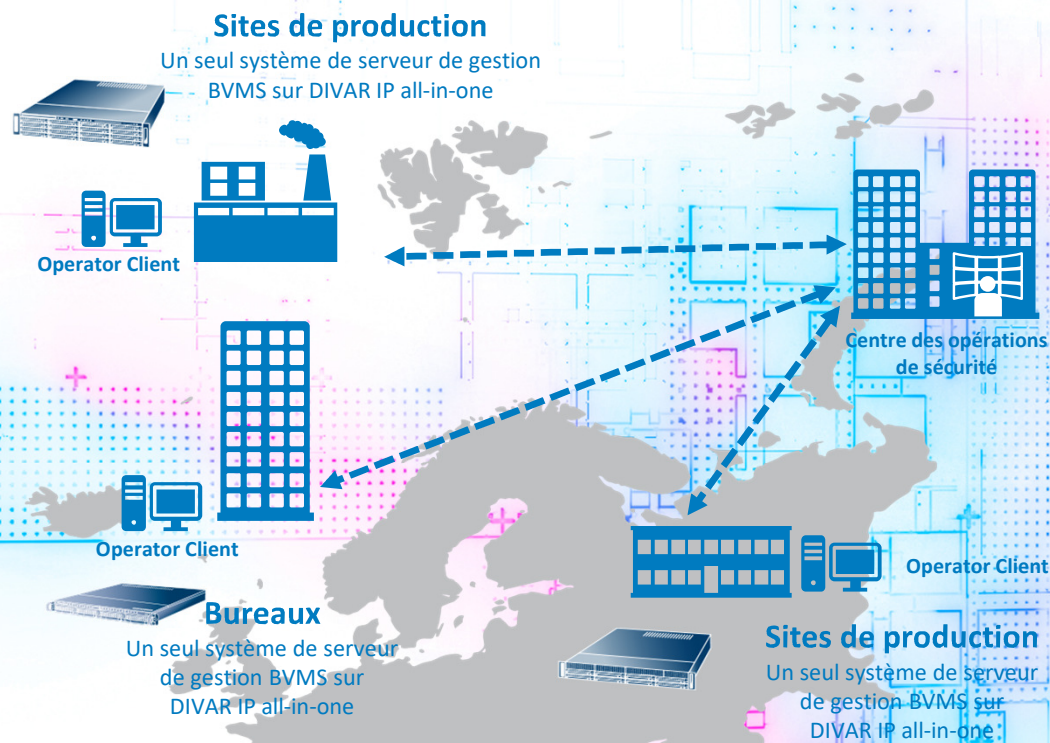 Sites de production
Un seul système de serveur de gestion
BVMS sur DIVAR IP all-in-one
Operator Client
Centre des opérations
de sécurité
Operator Client
Operator Client
Bureaux
Un seul système de serveur
de gestion BVMS sur
DIVAR IP all-in-one
Sites de production
Un seul système de serveur
de gestion BVMS sur
DIVAR IP all-in-one